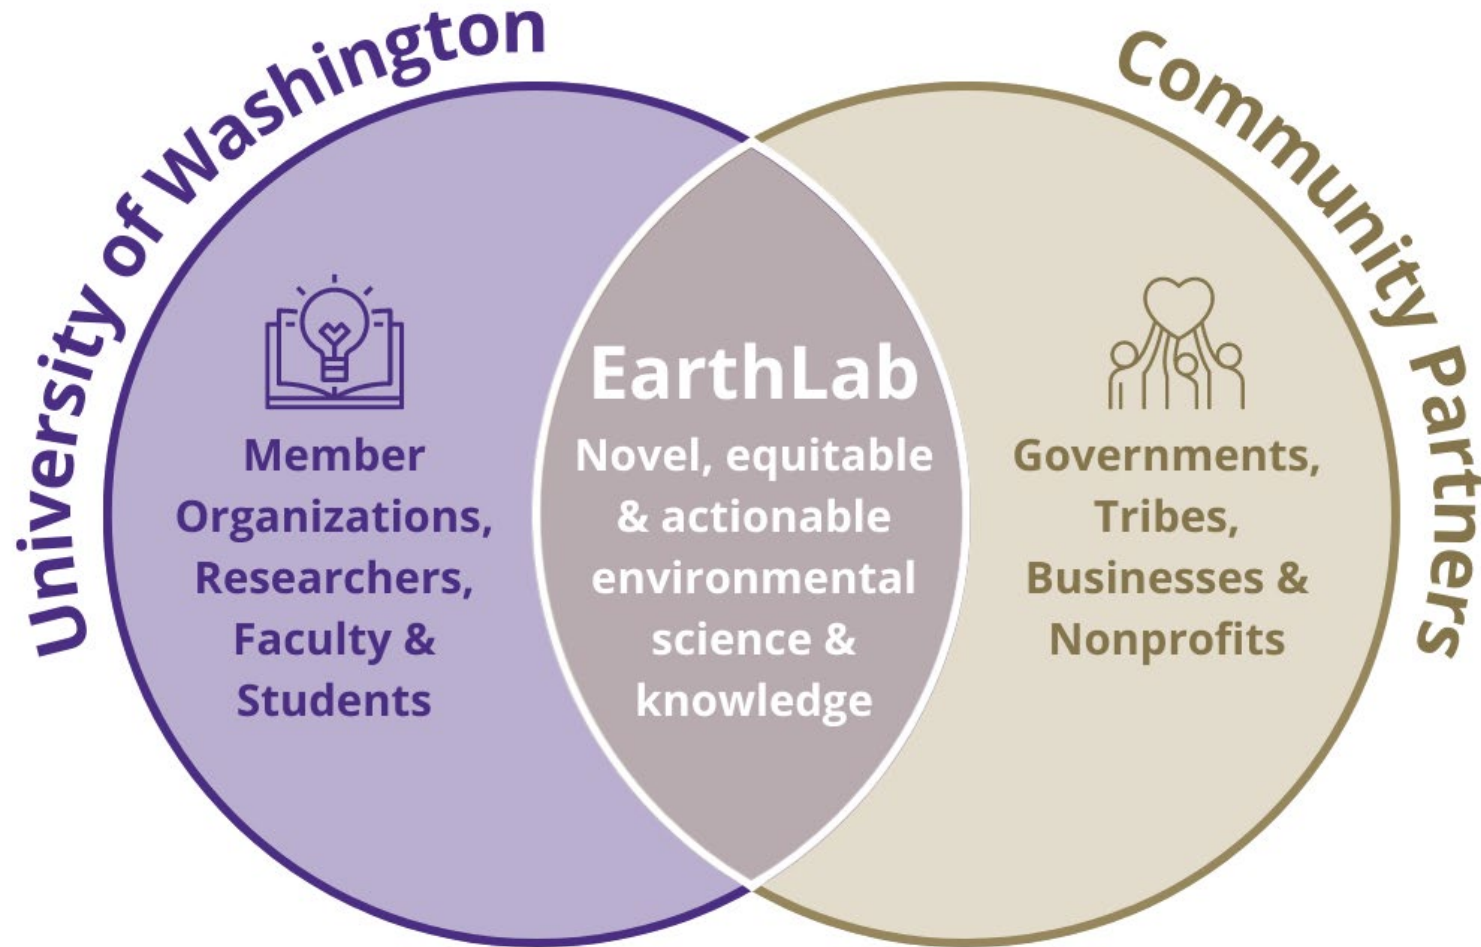 University of Washington
Community Partners
Member
Organizations,
Researchers,
Faculty &
Students
EarthLab
Novel, equitable
& actionable
environmental
science &
knowledge
Governments,
Tribes,
Businesses &
Nonprofits